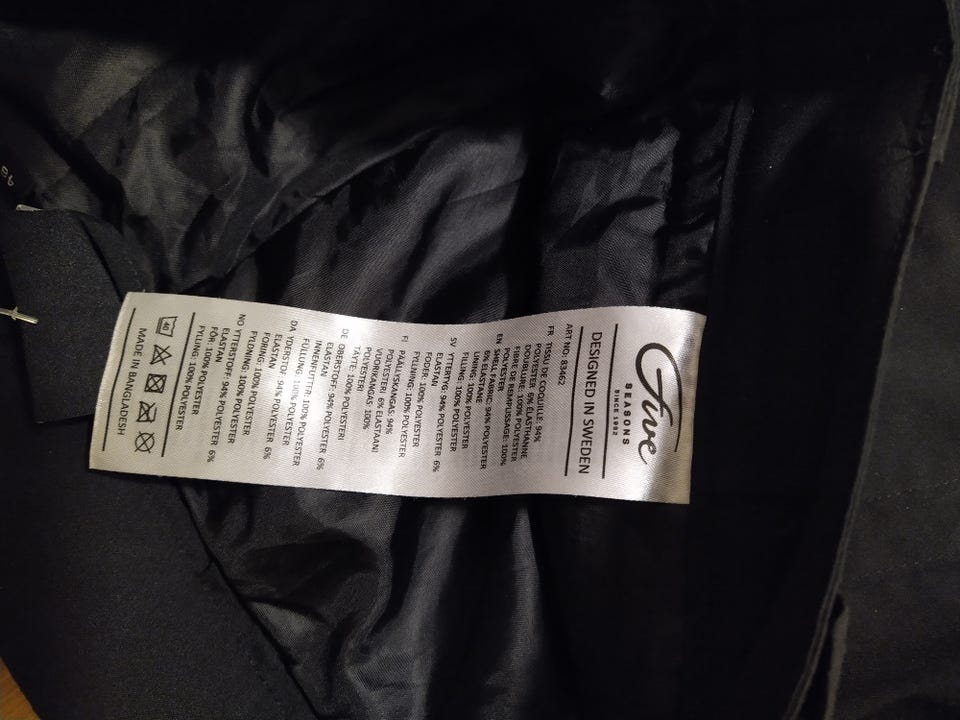 Five
SEASONS
SINCE 1982
DESIGNED IN SWEDEN
ART NO: 83462
FR TISSU DE COQUILLE: 94%
POLYESTER 6% ÉLASTHANNE
DOUBLURE: 100% POLYESTER
FIBRE DE REMPLISSAGE: 100%
POLYESTER
EN SHELL FABRIC: 94% POLYESTER
6% ELASTANE
LINING: 100% POLYESTER
FILLING: 100% POLYESTER
SV YTTERTYG: 94% POLYESTER 6%
ELASTAN
FODER: 100% POLYESTER
FYLLNING: 100% POLYESTER
FI PÄÄLLYSKANGAS: 94%
POLYESTERI 6% ELASTAANI
VUORIKANGAS: 100%
POLYESTERI
TÄYTE: 100% POLYESTERI
DE OBERSTOFF: 94% POLYESTER 6%
ELASTAN
INNENFUTTER: 100% POLYESTER
FÜLLUNG: 100% POLYESTER
DA YDERSTOF: 94% POLYESTER 6%
ELASTAN
FORING: 100% POLYESTER
FYLDNING: 100% POLYESTER
NO YTTERSTOFF: 94% POLYESTER 6%
ELASTAN
FÔR: 100% POLYESTER
FYLLING: 100% POLYESTER
40
MADE IN BANGLADESH